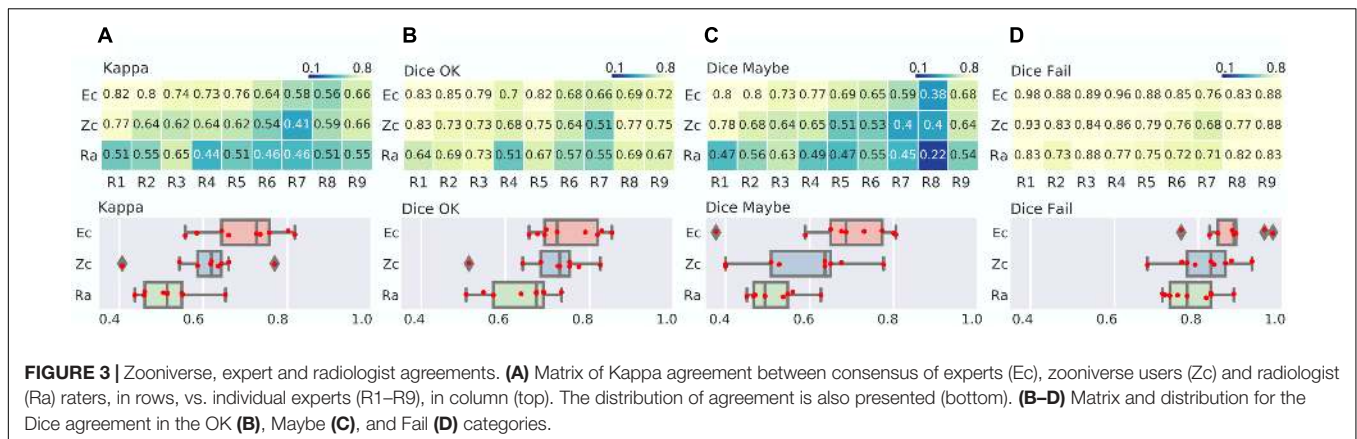 A B C D
Kappa 0.1 0.8 Dice OK 0.1 0.8 Dice Maybe 0.1 0.8 Dice Fail 0.1 0.8
Ec 0.82 0.8 0.74 0.73 0.76 0.64 0.58 0.56 0.66 Ec 0.83 0.85 0.79 0.7 0.82 0.68 0.66 0.69 0.72 Ec 0.8 0.8 0.73 0.77 0.69 0.65 0.59 0.38 0.68 Ec 0.98 0.88 0.89 0.96 0.88 0.85 0.76 0.83 0.88
Zc 0.77 0.64 0.62 0.64 0.62 0.54 0.41 0.59 0.66 Zc 0.83 0.73 0.73 0.68 0.75 0.64 0.51 0.77 0.75 Zc 0.78 0.68 0.64 0.65 0.51 0.53 0.4 0.4 0.64 Zc 0.93 0.83 0.84 0.86 0.79 0.76 0.68 0.77 0.88
Ra 0.51 0.55 0.65 0.44 0.51 0.46 0.46 0.51 0.55 Ra 0.64 0.69 0.73 0.51 0.67 0.57 0.55 0.69 0.67 Ra 0.47 0.56 0.63 0.49 0.47 0.55 0.45 0.22 0.54 Ra 0.83 0.73 0.88 0.77 0.75 0.72 0.71 0.82 0.83
R1 R2 R3 R4 R5 R6 R7 R8 R9 R1 R2 R3 R4 R5 R6 R7 R8 R9 R1 R2 R3 R4 R5 R6 R7 R8 R9 R1 R2 R3 R4 R5 R6 R7 R8 R9
Kappa Dice OK Dice Maybe Dice Fail
Ec Ec Ec Ec
Zc Zc Zc Zc
Ra Ra Ra Ra
0.4 0.6 0.8 1.0 0.4 0.6 0.8 1.0 0.4 0.6 0.8 1.0 0.4 0.6 0.8 1.0
FIGURE 3 | Zooniverse, expert and radiologist agreements. (A) Matrix of Kappa agreement between consensus of experts (Ec), zooniverse users (Zc) and radiologist
(Ra) raters, in rows, vs. individual experts (R1–R9), in column (top). The distribution of agreement is also presented (bottom). (B–D) Matrix and distribution for the
Dice agreement in the OK (B), Maybe (C), and Fail (D) categories.